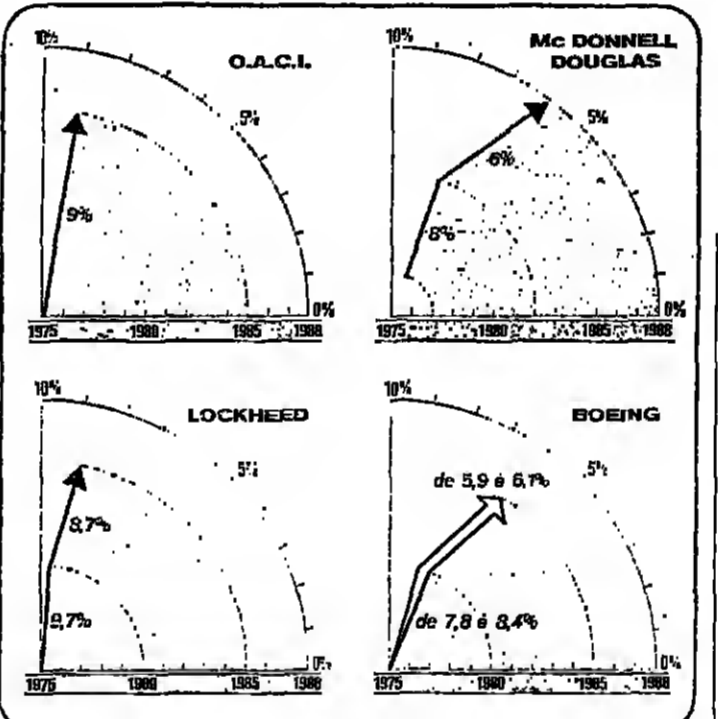 10%
O.A.C.I.
5%
9%
0%
1975 1980 1985 1988
10%
Mc DONNELL
DOUGLAS
5%
6%
8%
0%
1975 1980 1985 1988
10%
LOCKHEED
5%
8,7%
9,7%
0%
1975 1980 1985 1988
BOEING
10%
5%
de 5,9 à 6,1%
de 7,8 à 8,4%
0%
1975 1980 1985 1988